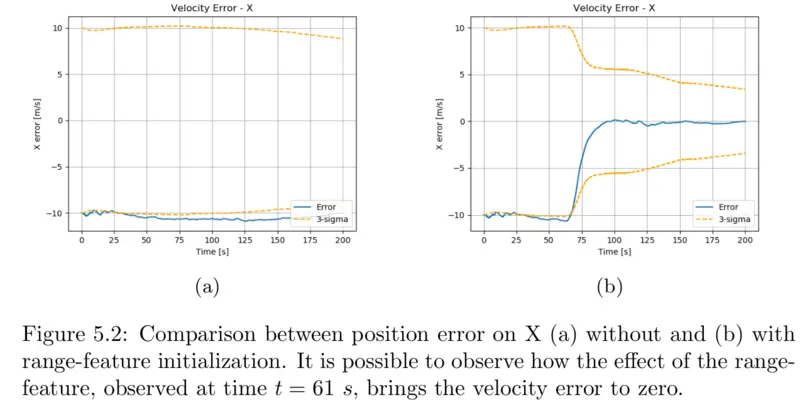 Velocity Error - X
10
5
0
−5
−10
X error [m/s]
0 25 50 75 100 125 150 175 200
Time [s]
Error
3-sigma
(a)
Velocity Error - X
10
5
0
−5
−10
X error [m/s]
0 25 50 75 100 125 150 175 200
Time [s]
Error
3-sigma
(b)
Figure 5.2: Comparison between position error on X (a) without and (b) with
range-feature initialization. It is possible to observe how the effect of the range-
feature, observed at time t = 61 s, brings the velocity error to zero.